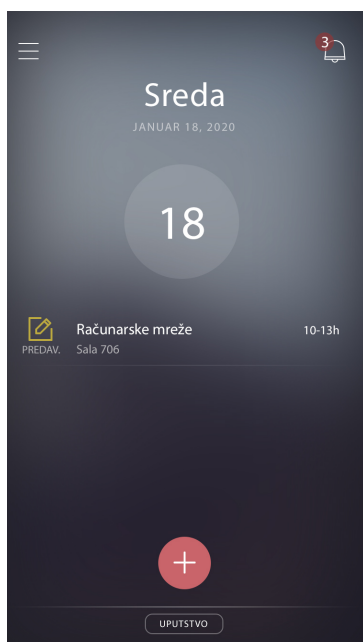 3
Sreda
JANUAR 18, 2020
18
Računarske mreže
10-13h
PREDAV.
Sala 706
UPUTSTVO